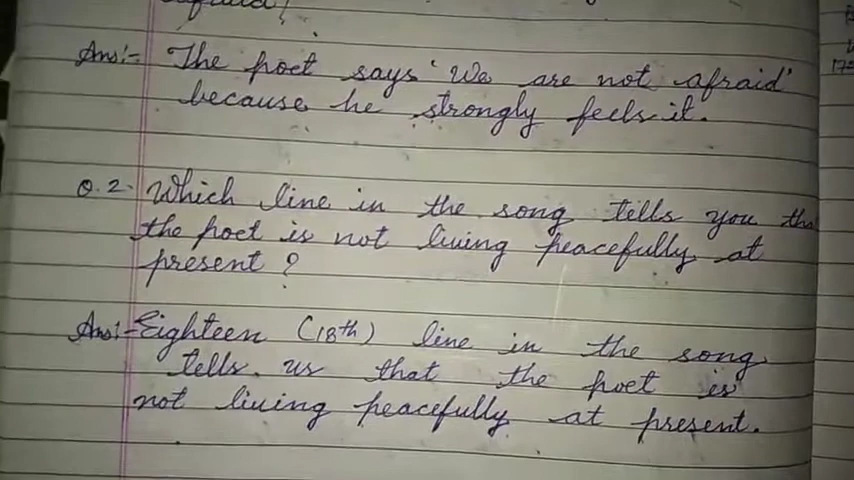 afraid?
Ans:- The poet says 'We are not afraid'
because he strongly feels it.
Q.2. Which line in the song tells you th
the poet is not living peacefully at
present ?
Ans:- Eighteen (18th) line in the song
tells us that the poet is
not living peacefully at present.